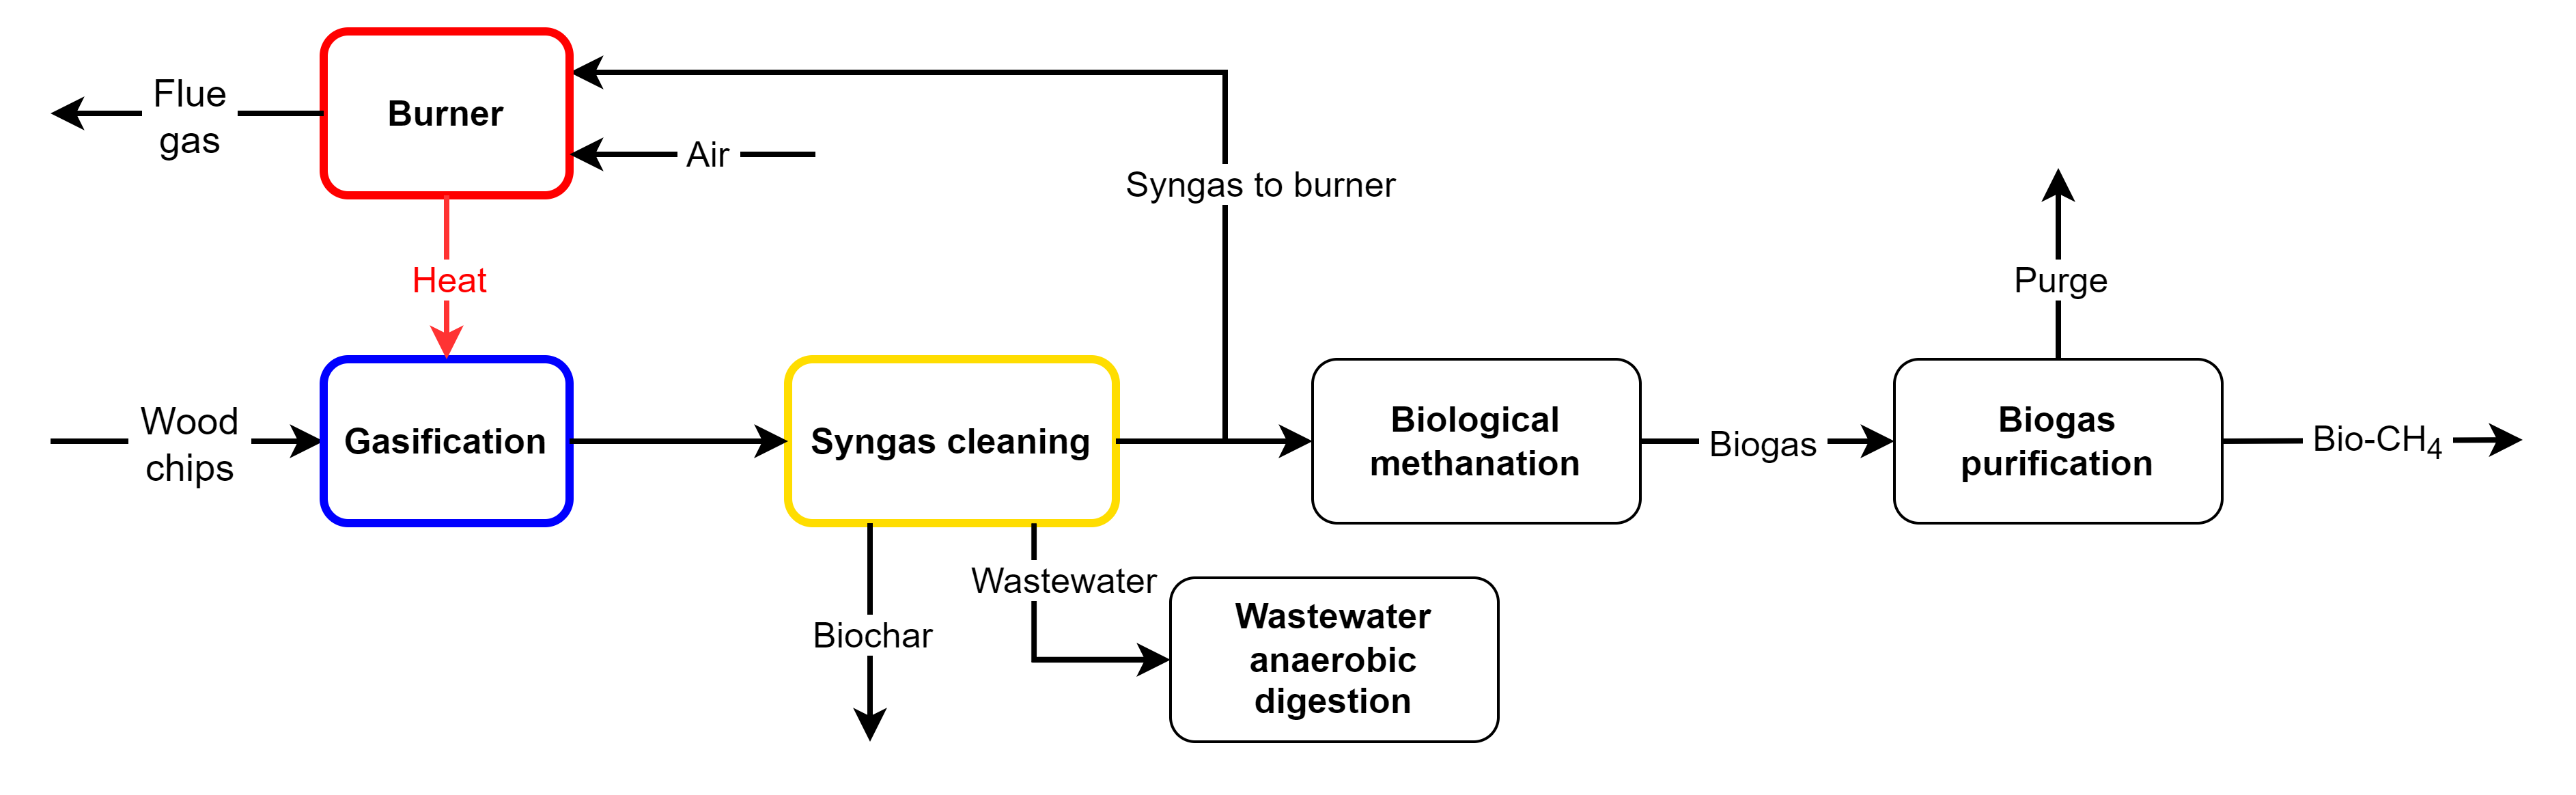 Flue
gas
Burner
Air
Syngas to burner
Heat
Purge
Wood
chips
Gasification
Syngas cleaning
Biological
methanation
Biogas
Biogas
purification
Bio-CH₄
Biochar
Wastewater
Wastewater
anaerobic
digestion